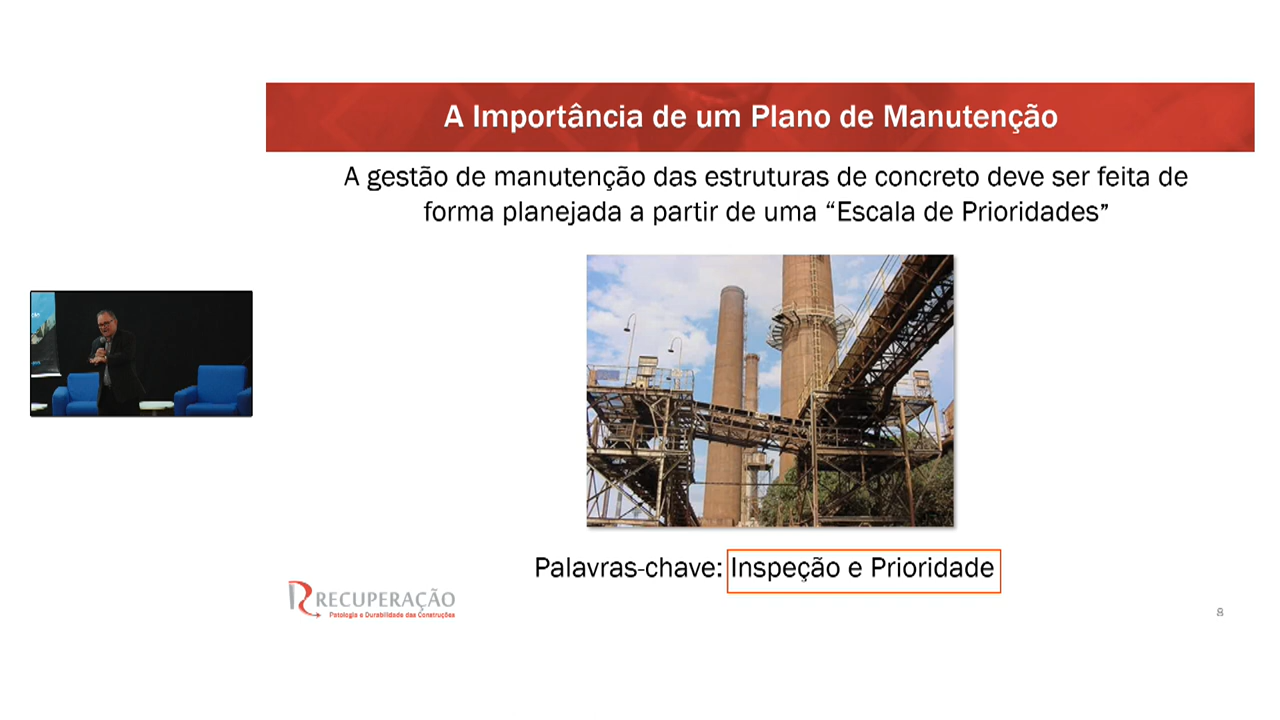 A Importância de um Plano de Manutenção
A gestão de manutenção das estruturas de concreto deve ser feita de
forma planejada a partir de uma “Escala de Prioridades”
Palavras-chave: Inspeção e Prioridade
RECUPERAÇÃO
Patologia e Durabilidade das Construções
8